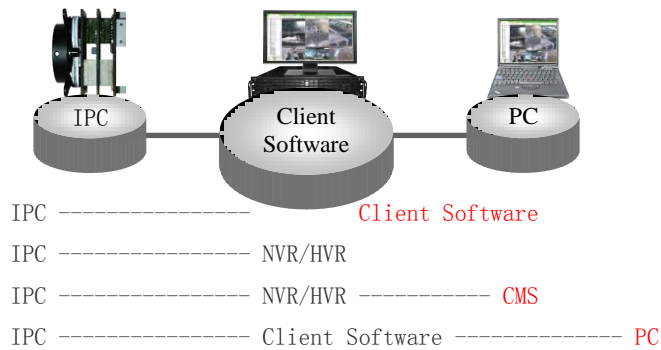 IPC
Client
Software
PC
IPC ---------------- Client Software
IPC ---------------- NVR/HVR
IPC ---------------- NVR/HVR ----------- CMS
IPC ---------------- Client Software -------------- PC